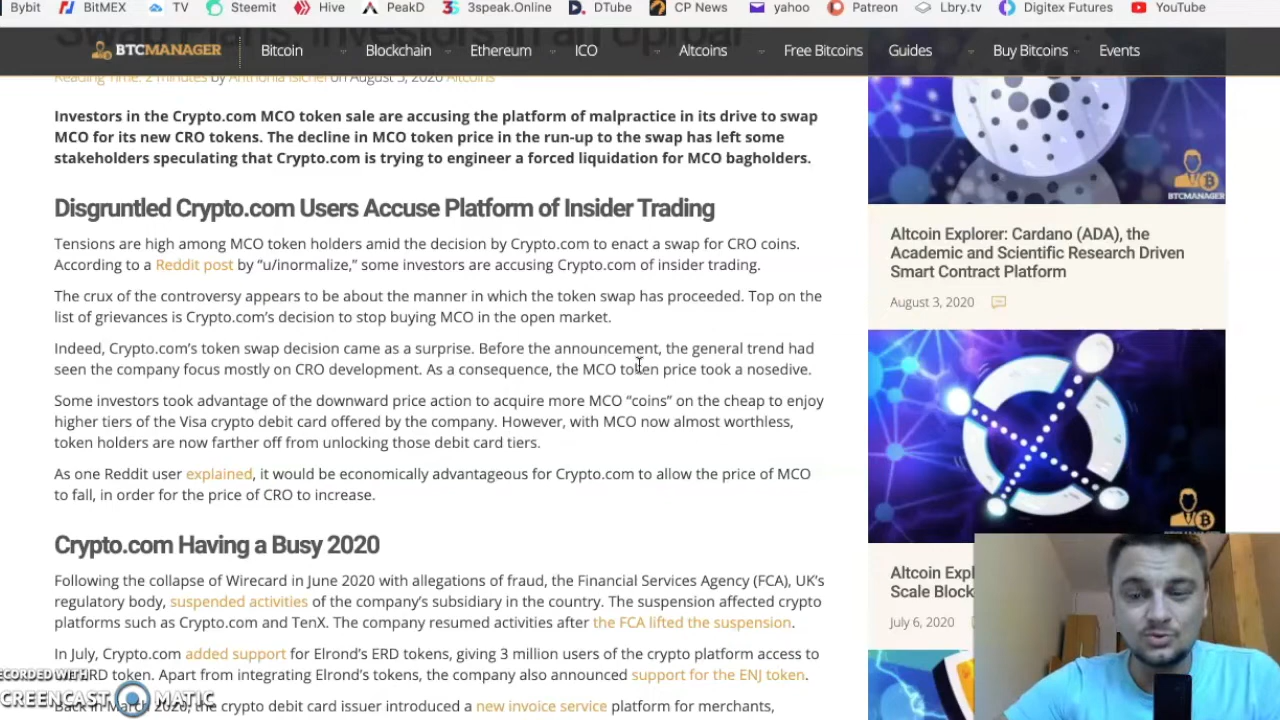 Bybit BitMEX TV Steemit Hive PeakD 3speak.Online DTube CP News yahoo Patreon Lbry.tv Digitex Futures YouTube
Swap Plans, Investors in an Uproar
BTCMANAGER Bitcoin Blockchain Ethereum ICO Altcoins Free Bitcoins Guides Buy Bitcoins Events
Reading Time: 2 minutes by on August 5, 2020 Altcoins
Investors in the Crypto.com MCO token sale are accusing the platform of malpractice in its drive to swap
MCO for its new CRO tokens. The decline in MCO token price in the run-up to the swap has left some
stakeholders speculating that Crypto.com is trying to engineer a forced liquidation for MCO bagholders.
Disgruntled Crypto.com Users Accuse Platform of Insider Trading
Tensions are high among MCO token holders amid the decision by Crypto.com to enact a swap for CRO coins.
According to a Reddit post by “u/inormalize,” some investors are accusing Crypto.com of insider trading.
The crux of the controversy appears to be about the manner in which the token swap has proceeded. Top on the
list of grievances is Crypto.com’s decision to stop buying MCO in the open market.
Indeed, Crypto.com’s token swap decision came as a surprise. Before the announcement, the general trend had
seen the company focus mostly on CRO development. As a consequence, the MCO token price took a nosedive.
Some investors took advantage of the downward price action to acquire more MCO “coins” on the cheap to enjoy
higher tiers of the Visa crypto debit card offered by the company. However, with MCO now almost worthless,
token holders are now farther off from unlocking those debit card tiers.
As one Reddit user explained, it would be economically advantageous for Crypto.com to allow the price of MCO
to fall, in order for the price of CRO to increase.
Crypto.com Having a Busy 2020
Following the collapse of Wirecard in June 2020 with allegations of fraud, the Financial Services Agency (FCA), UK’s
regulatory body, suspended activities of the company’s subsidiary in the country. The suspension affected crypto
platforms such as Crypto.com and TenX. The company resumed activities after the FCA lifted the suspension.
In July, Crypto.com added support for Elrond’s ERD tokens, giving 3 million users of the crypto platform access to
ERD token. Apart from integrating Elrond’s tokens, the company also announced support for the ENJ token.
Back in March 2020, the crypto debit card issuer introduced a new invoice service platform for merchants,
BTCMANAGER
Altcoin Explorer: Cardano (ADA), the
Academic and Scientific Research Driven
Smart Contract Platform
August 3, 2020
Altcoin Expl
Scale Block
July 6, 2020
RECORDED WITH
SCREENCAST MATIC